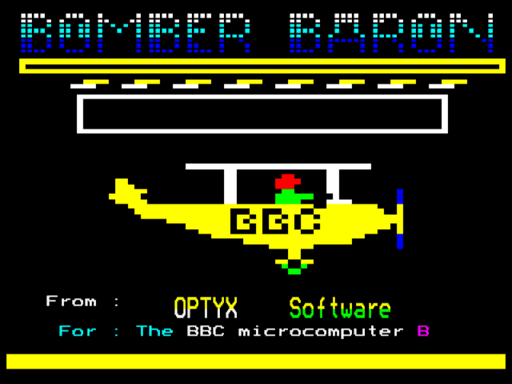 BOMBER BARON
BBC
From : OPTYX Software
For : The BBC microcomputer B